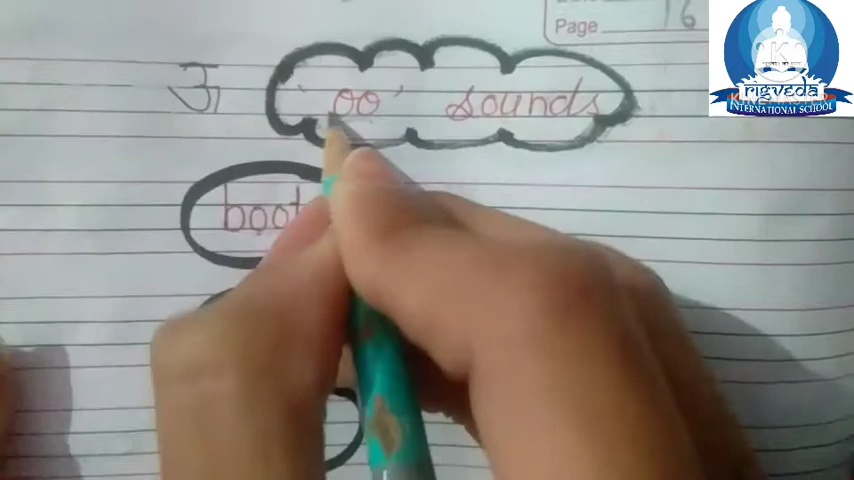 Page 16
ऊ 'oo' sounds
boot
rigveda
INTERNATIONAL SCHOOL